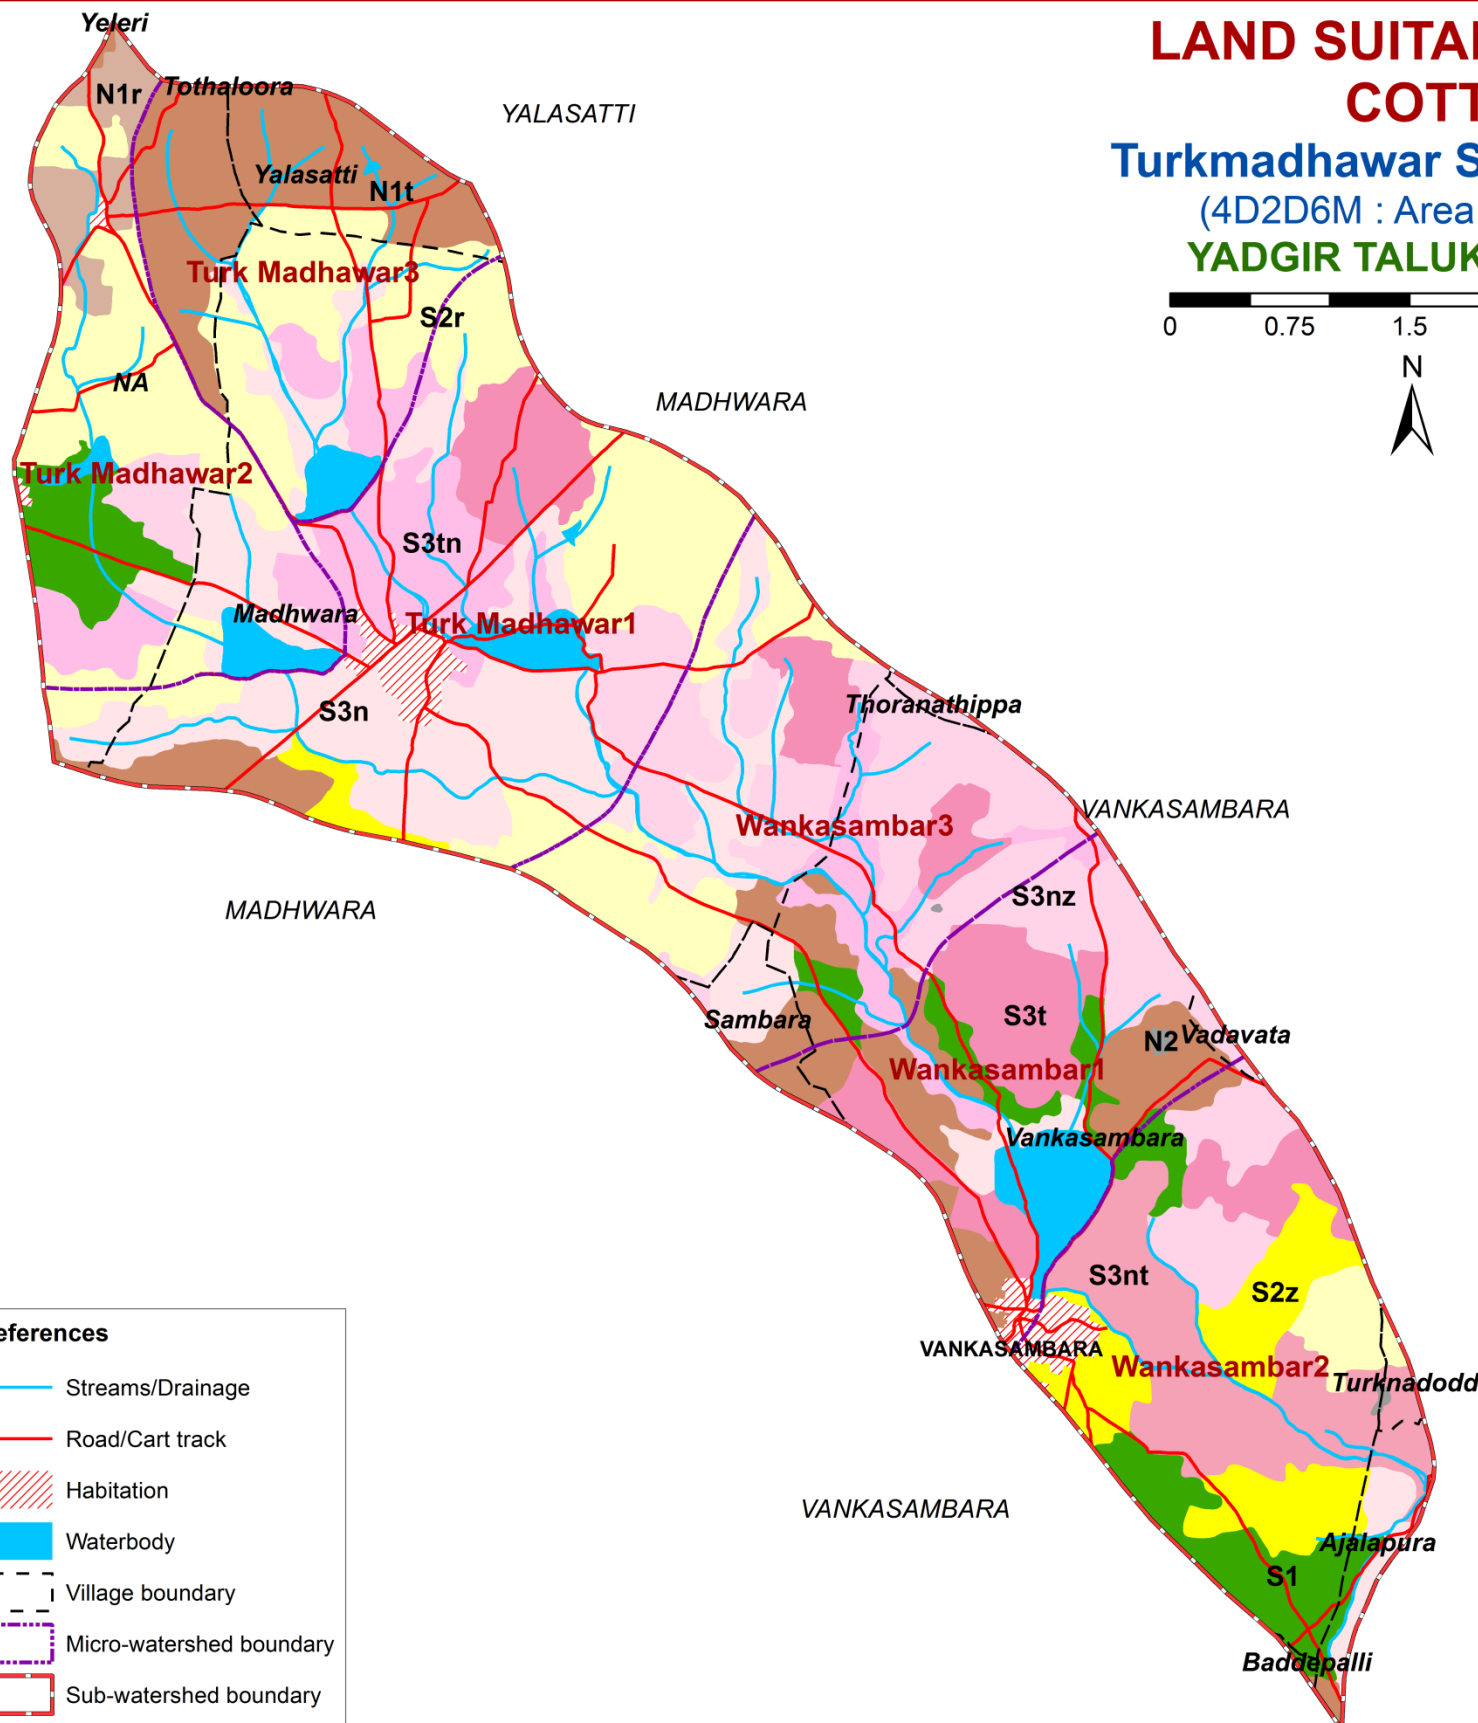 Yeleri
LAND SUITA
COTT
Turkmadhawar S
(4D2D6M : Area
YADGIR TALUK
0 0.75 1.5
N
N1r
Tothaloora
YALASATTI
Yalasatti
N1t
Turk Madhawar3
S2r
NA
MADHWARA
Turk Madhawar2
S3tn
Madhwara
Turk Madhawar1
S3n
Thoranathippa
Wankasambar3
VANKASAMBARA
MADHWARA
S3nz
Sambara
S3t
N2
Vadavata
Wankasambar1
Vankasambara
S3nt
S2z
VANKASAMBARA
Wankasambar2
Turknadodd
VANKASAMBARA
Ajalapura
S1
Baddepalli
eferences
Streams/Drainage
Road/Cart track
Habitation
Waterbody
Village boundary
Micro-watershed boundary
Sub-watershed boundary